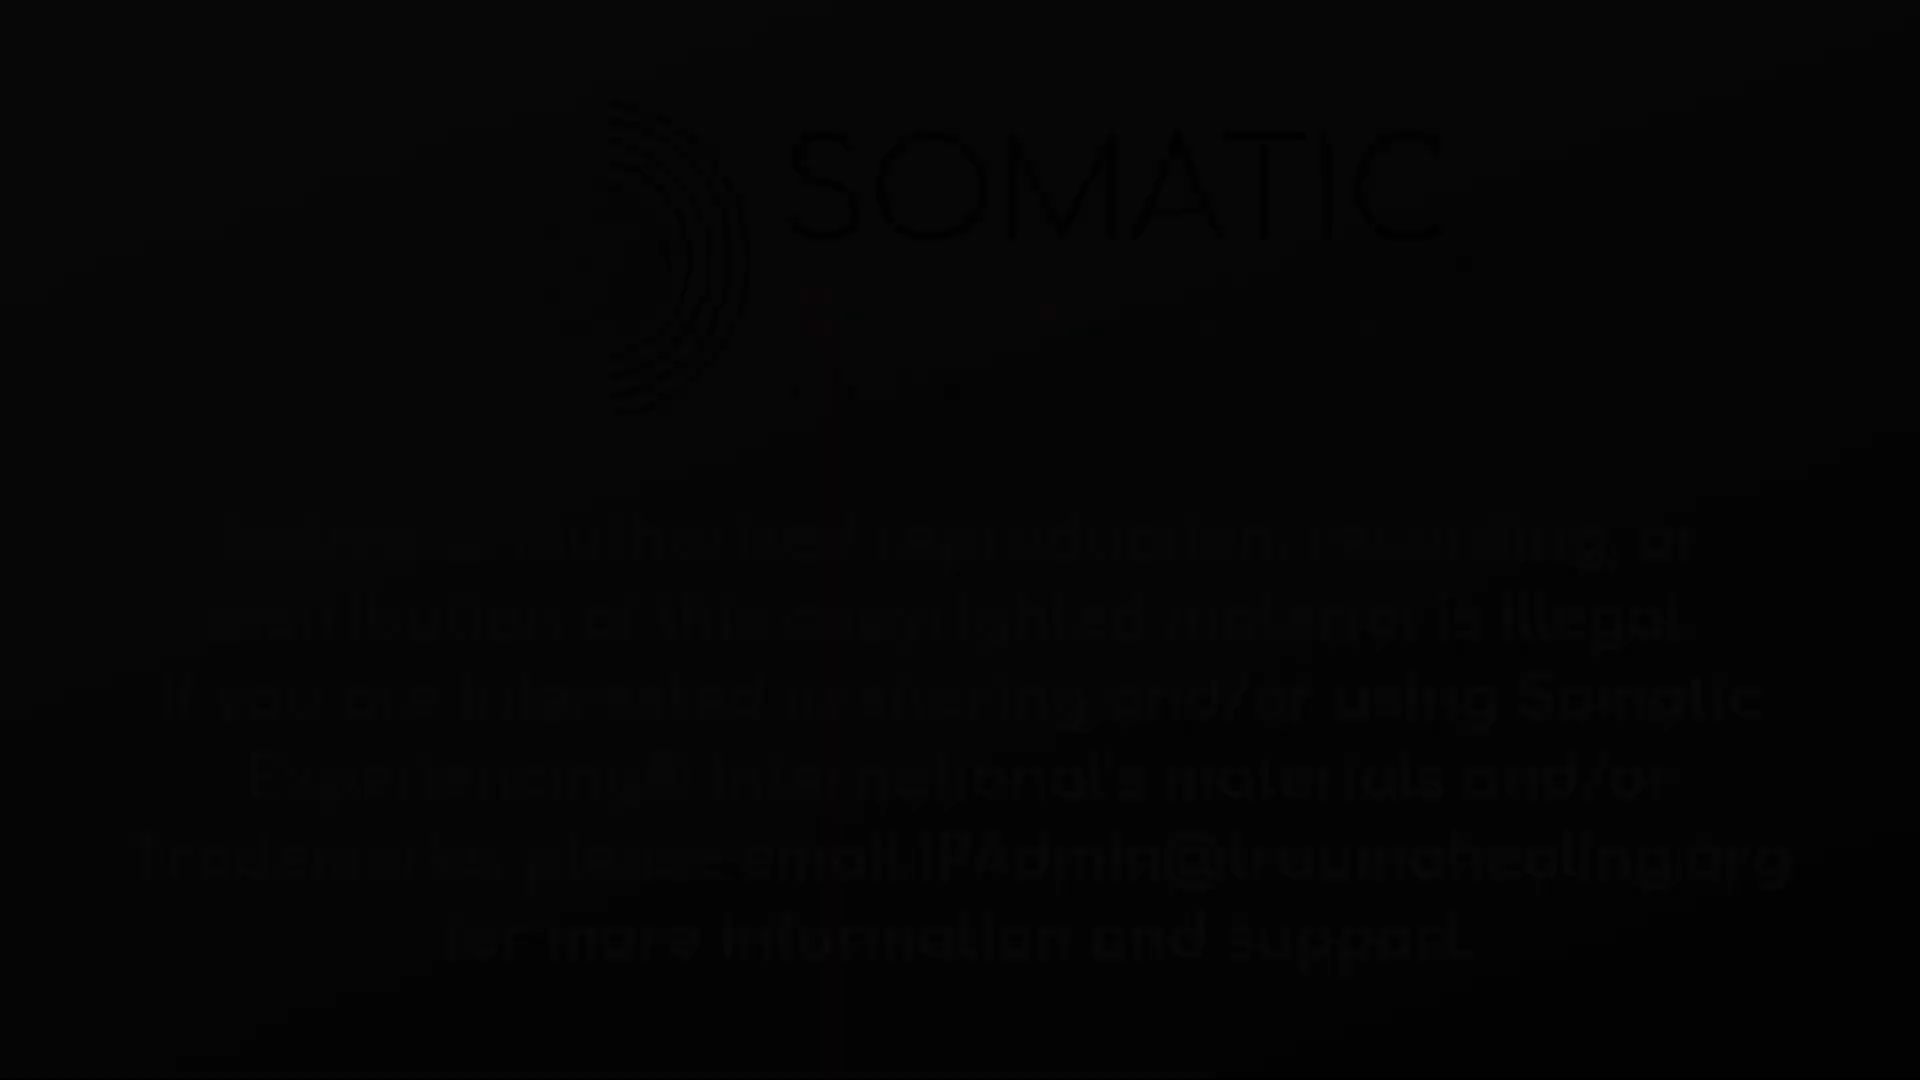 SOMATIC
unauthorized reproduction, recording, or
distribution of this copyrighted material is illegal.
If you are interested in sharing and/or using Somatic
Experiencing® International's materials and/or
Trademarks, please email IPAdmin@traumahealing.org
for more information and support.